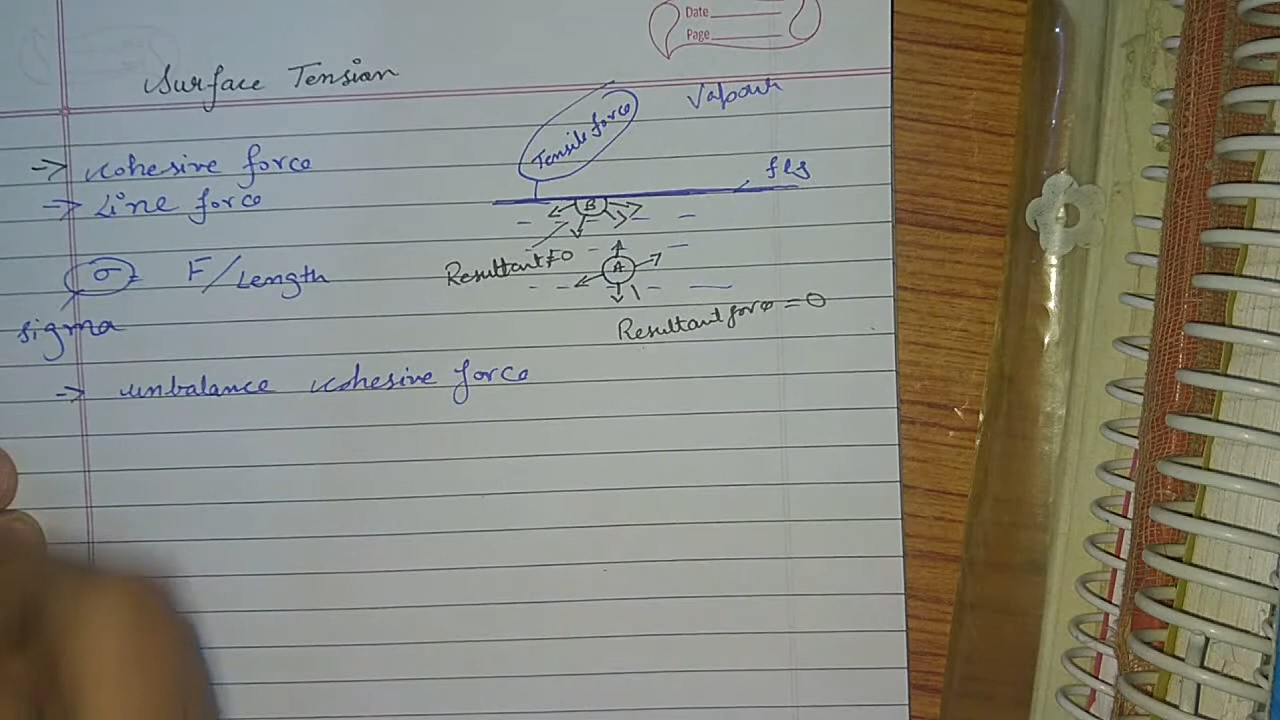 Date
Page
Surface Tension
Vapour
Tensile force
-> cohesive force
-> Line force
fls
B
Resultant ≠ 0
A
σ = F/Length
sigma
Resultant force = 0
-> unbalance cohesive force